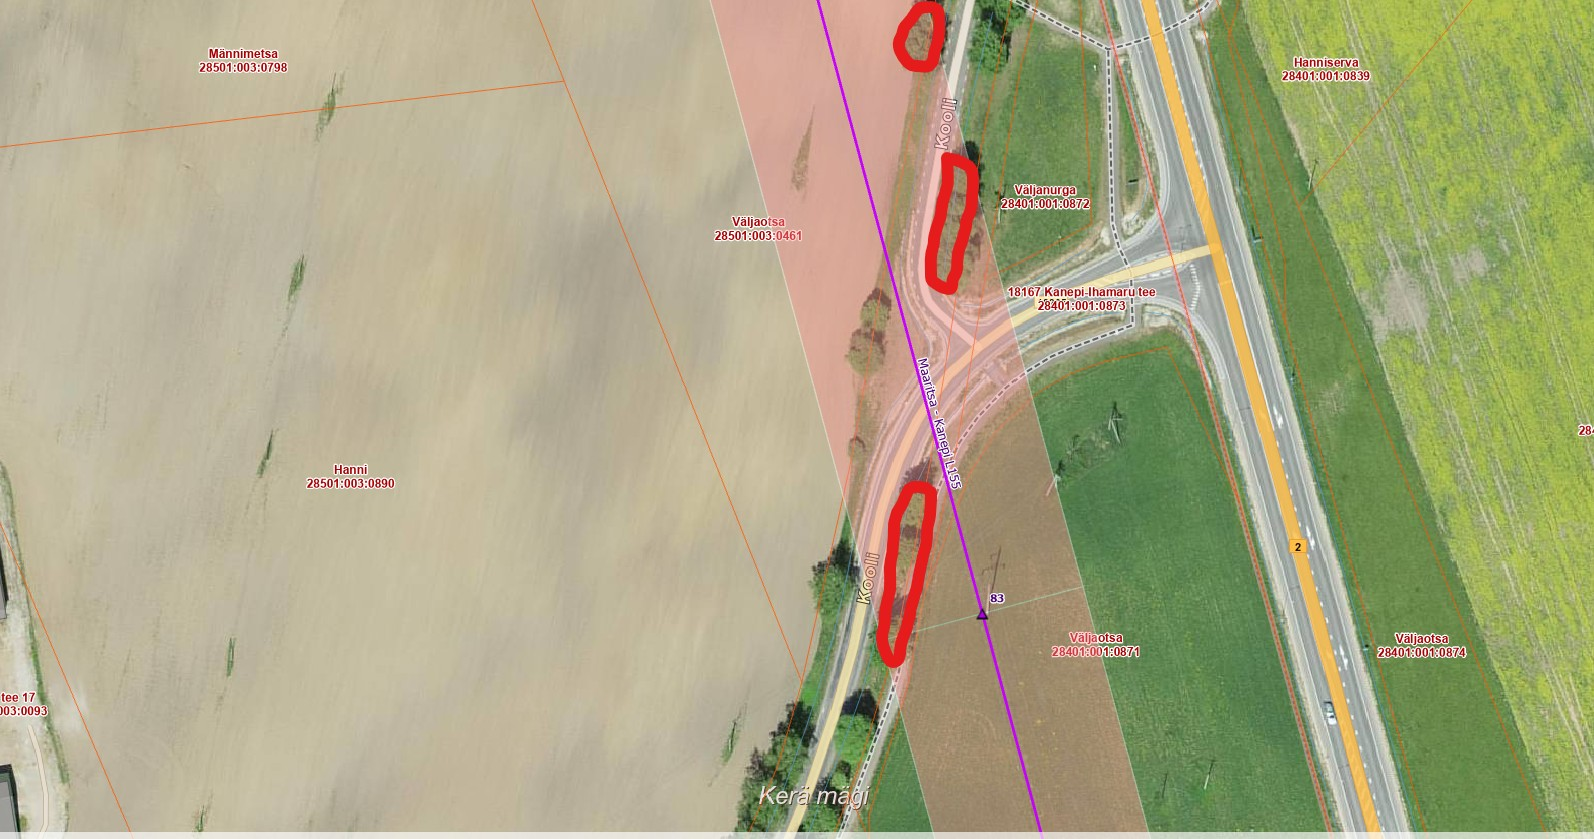 Männimetsa
28501:003:0798
Hanniserva
28401:001:0839
Kooli
Väljanurga
28401:001:0872
Väljaotsa
28501:003:0461
18167 Kanepi-Ihamaru tee
28401:001:0873
Maaritsa - Kanepi L155
Hanni
28501:003:0890
2
Kooli
83
Väljaotsa
28401:001:0871
Väljaotsa
28401:001:0874
tee 17
003:0093
Kerä mägi